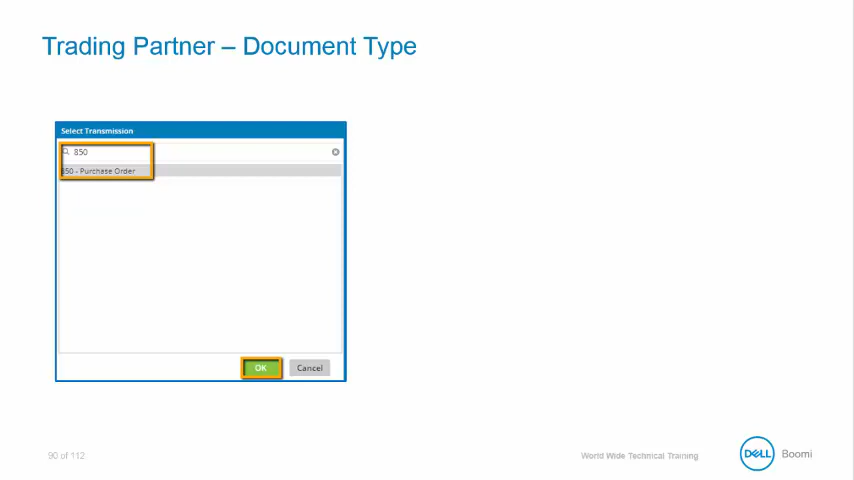 Trading Partner – Document Type
Select Transmission
850
850 - Purchase Order
OK
Cancel
90 of 112
World Wide Technical Training
DELL
Boomi